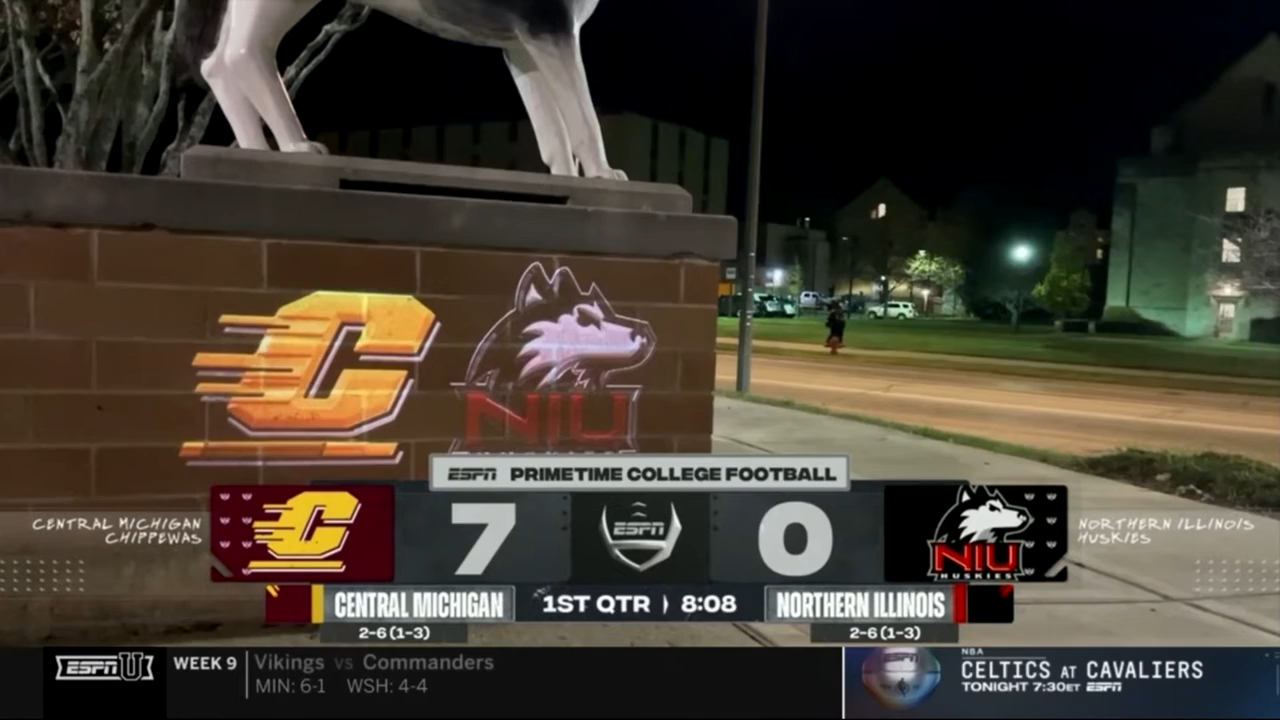 NIU
ESPN PRIMETIME COLLEGE FOOTBALL
CENTRAL MICHIGAN
CHIPPEWAS
C
7
ESPN
0
NIU
HUSKIES
NORTHERN ILLINOIS
HUSKIES
CENTRAL MICHIGAN
1ST QTR 8:08
NORTHERN ILLINOIS
2-6 (1-3)
2-6 (1-3)
ESPNU
WEEK 9
Vikings vs Commanders
MIN: 6-1 WSH: 4-4
NBA
CELTICS AT CAVALIERS
TONIGHT 7:30ET ESPN